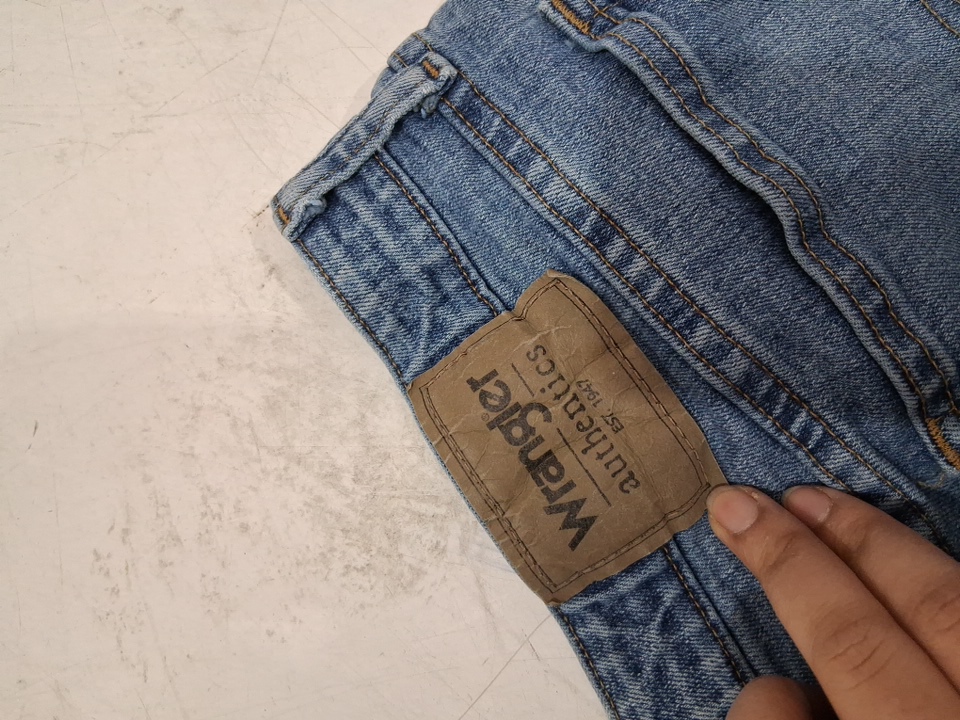 Wrangler®
authentics
EST. 1947